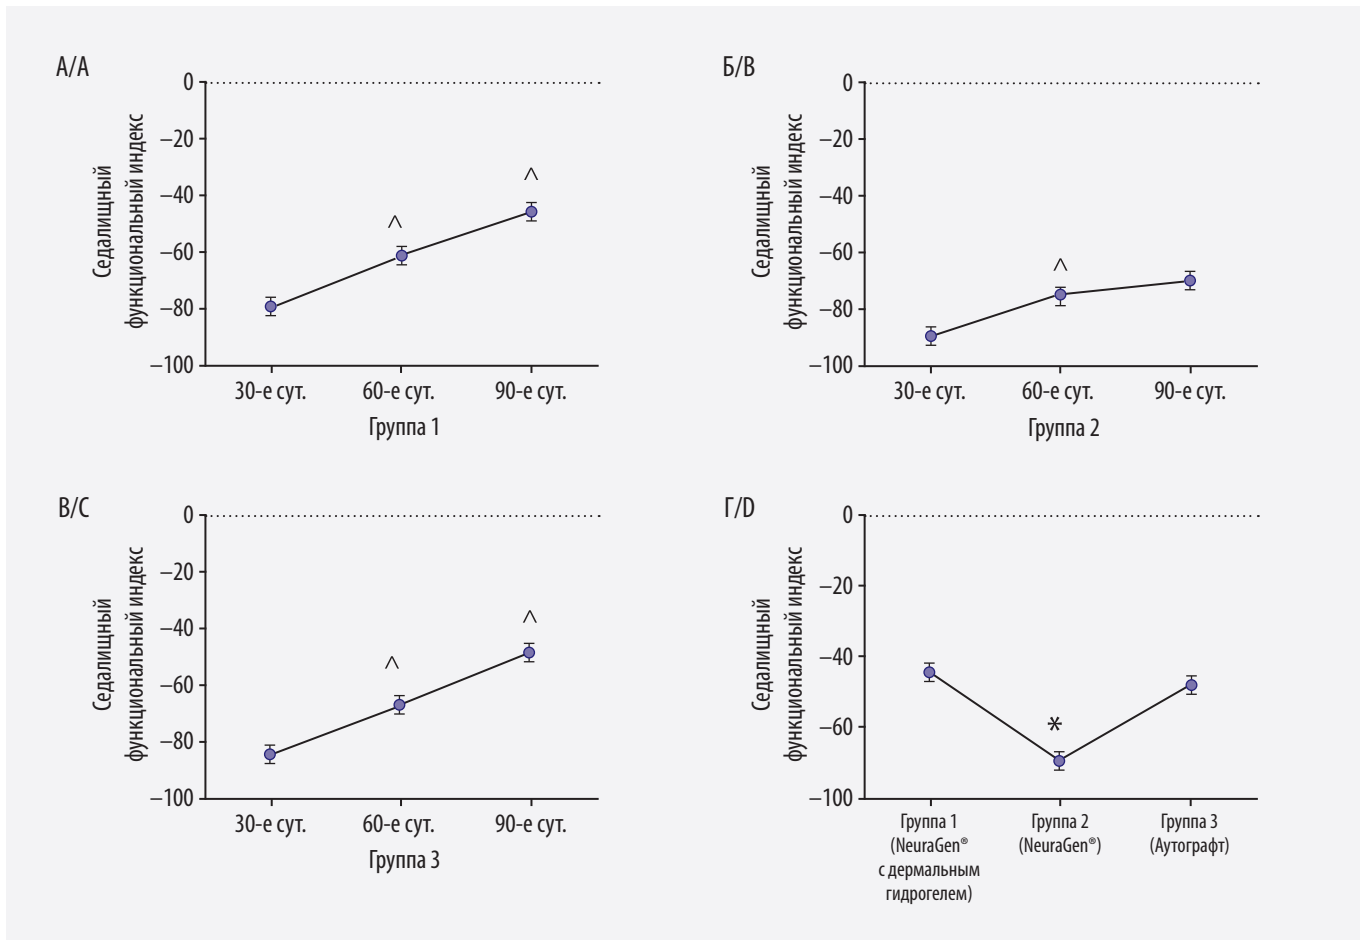 А/A
Седалищный
функциональный индекс
0
–20
–40
–60
–80
–100
^
^
30-е сут.
60-е сут.
90-е сут.
Группа 1
Б/B
Седалищный
функциональный индекс
0
–20
–40
–60
–80
–100
^
30-е сут.
60-е сут.
90-е сут.
Группа 2
В/C
Седалищный
функциональный индекс
0
–20
–40
–60
–80
–100
^
^
30-е сут.
60-е сут.
90-е сут.
Группа 3
Г/D
Седалищный
функциональный индекс
0
–20
–40
–60
–100
*
Группа 1
(NeuraGen®
с дермальным
гидрогелем)
Группа 2
(NeuraGen®)
Группа 3
(Аутографт)